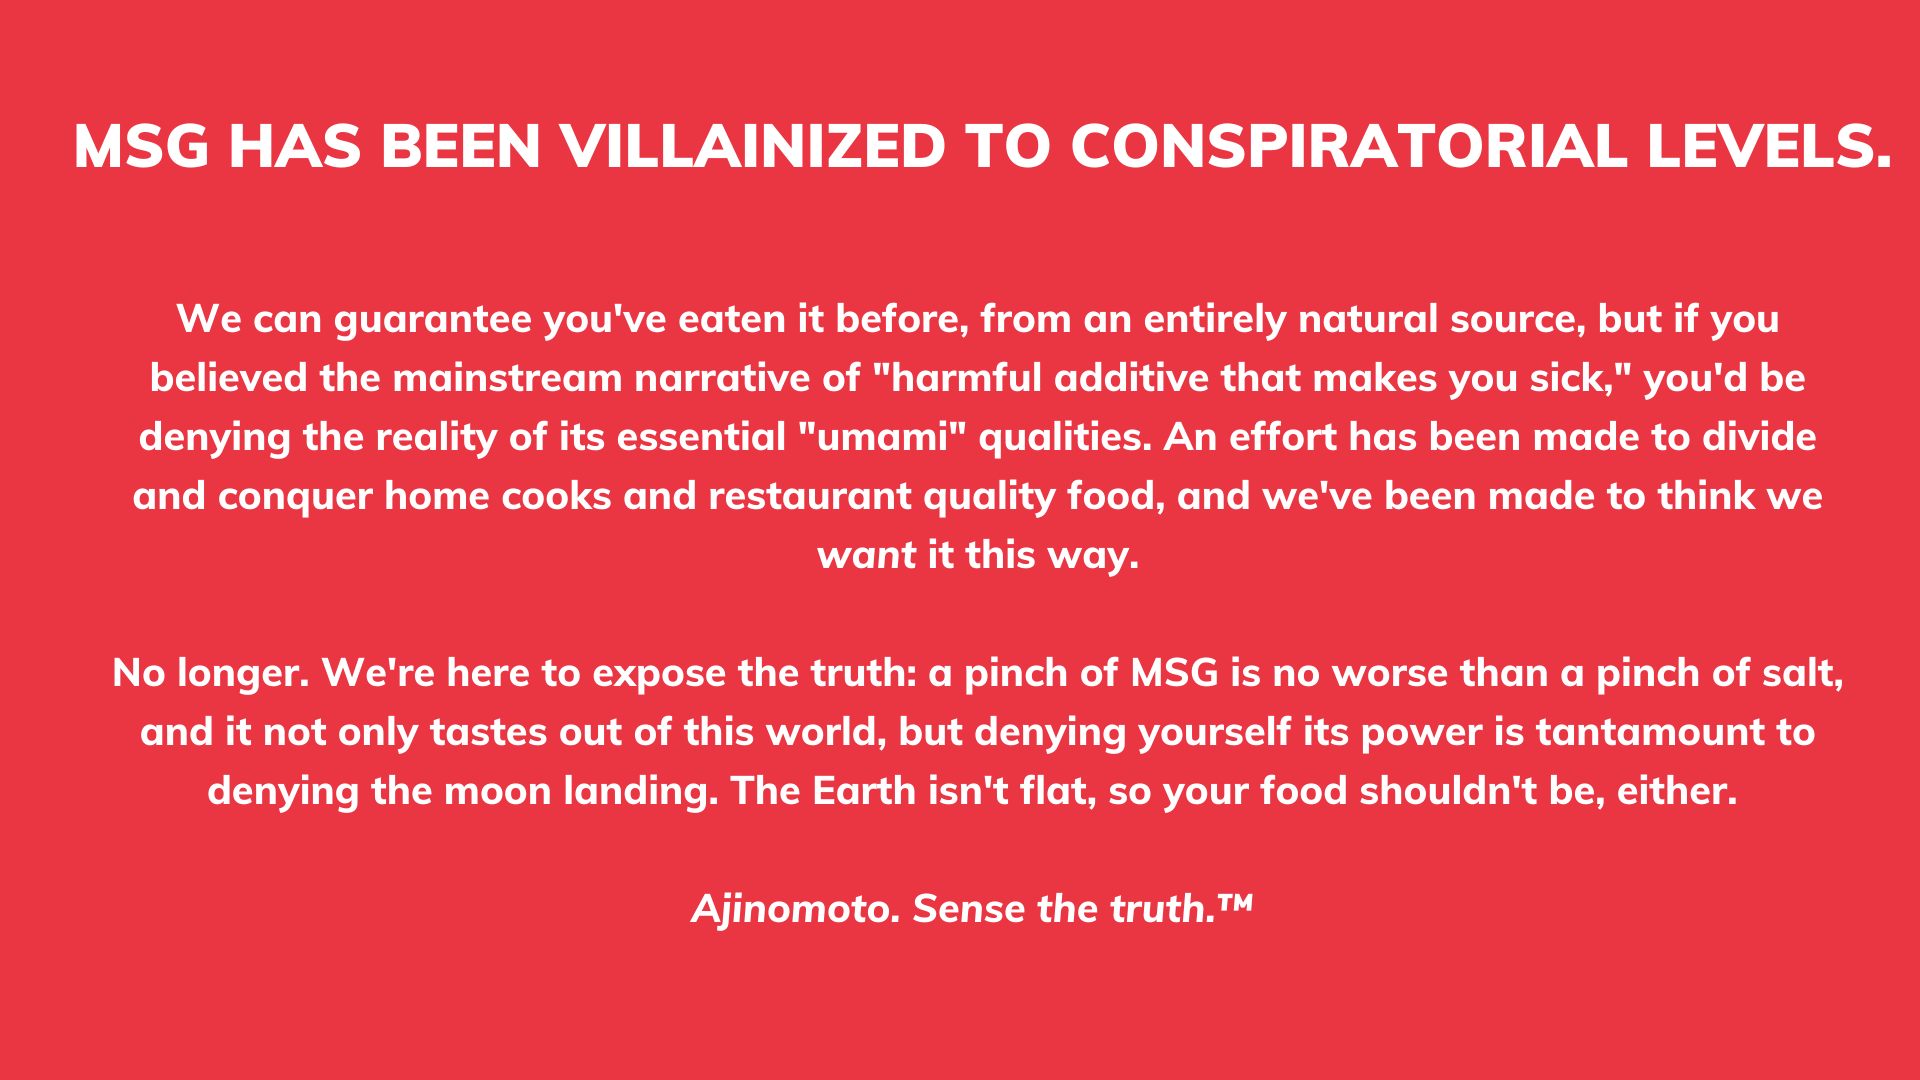 MSG HAS BEEN VILLAINIZED TO CONSPIRATORIAL LEVELS.
We can guarantee you've eaten it before, from an entirely natural source, but if you
believed the mainstream narrative of "harmful additive that makes you sick," you'd be
denying the reality of its essential "umami" qualities. An effort has been made to divide
and conquer home cooks and restaurant quality food, and we've been made to think we
want it this way.
No longer. We're here to expose the truth: a pinch of MSG is no worse than a pinch of salt,
and it not only tastes out of this world, but denying yourself its power is tantamount to
denying the moon landing. The Earth isn't flat, so your food shouldn't be, either.
Ajinomoto. Sense the truth.™